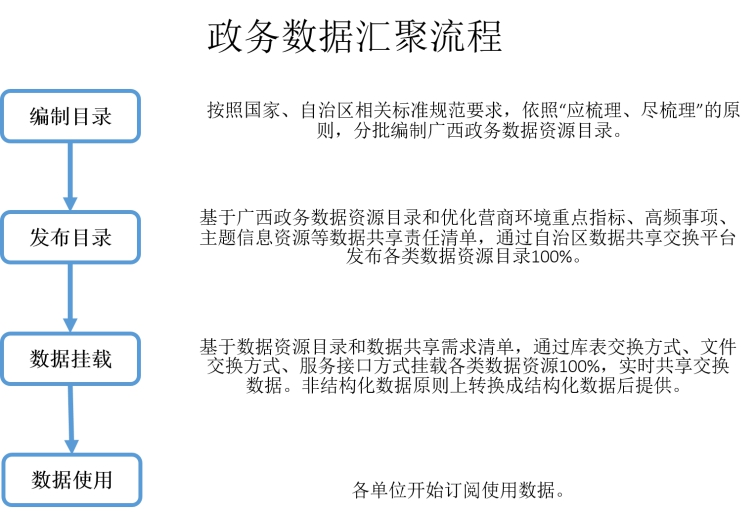 政务数据汇聚流程
编制目录
按照国家、自治区相关标准规范要求，依照“应梳理、尽梳理”的原
则，分批编制广西政务数据资源目录。
发布目录
基于广西政务数据资源目录和优化营商环境重点指标、高频事项、
主题信息资源等数据共享责任清单，通过自治区数据共享交换平台
发布各类数据资源目录100%。
数据挂载
基于数据资源目录和数据共享需求清单，通过库表交换方式、文件
交换方式、服务接口方式挂载各类数据资源100%，实时共享交换
数据。非结构化数据原则上转换成结构化数据后提供。
数据使用
各单位开始订阅使用数据。